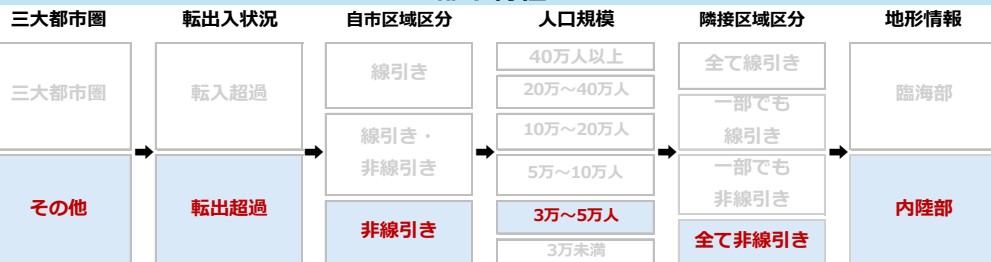 三大都市圏
転出入状況
自市区域区分
人口規模
隣接区域区分
地形情報
三大都市圏
その他
転入超過
転出超過
線引き
線引き・
非線引き
非線引き
40万人以上
20万～40万人
10万～20万人
5万～10万人
3万～5万人
3万未満
全て線引き
一部でも
線引き
一部でも
非線引き
全て非線引き
臨海部
内陸部